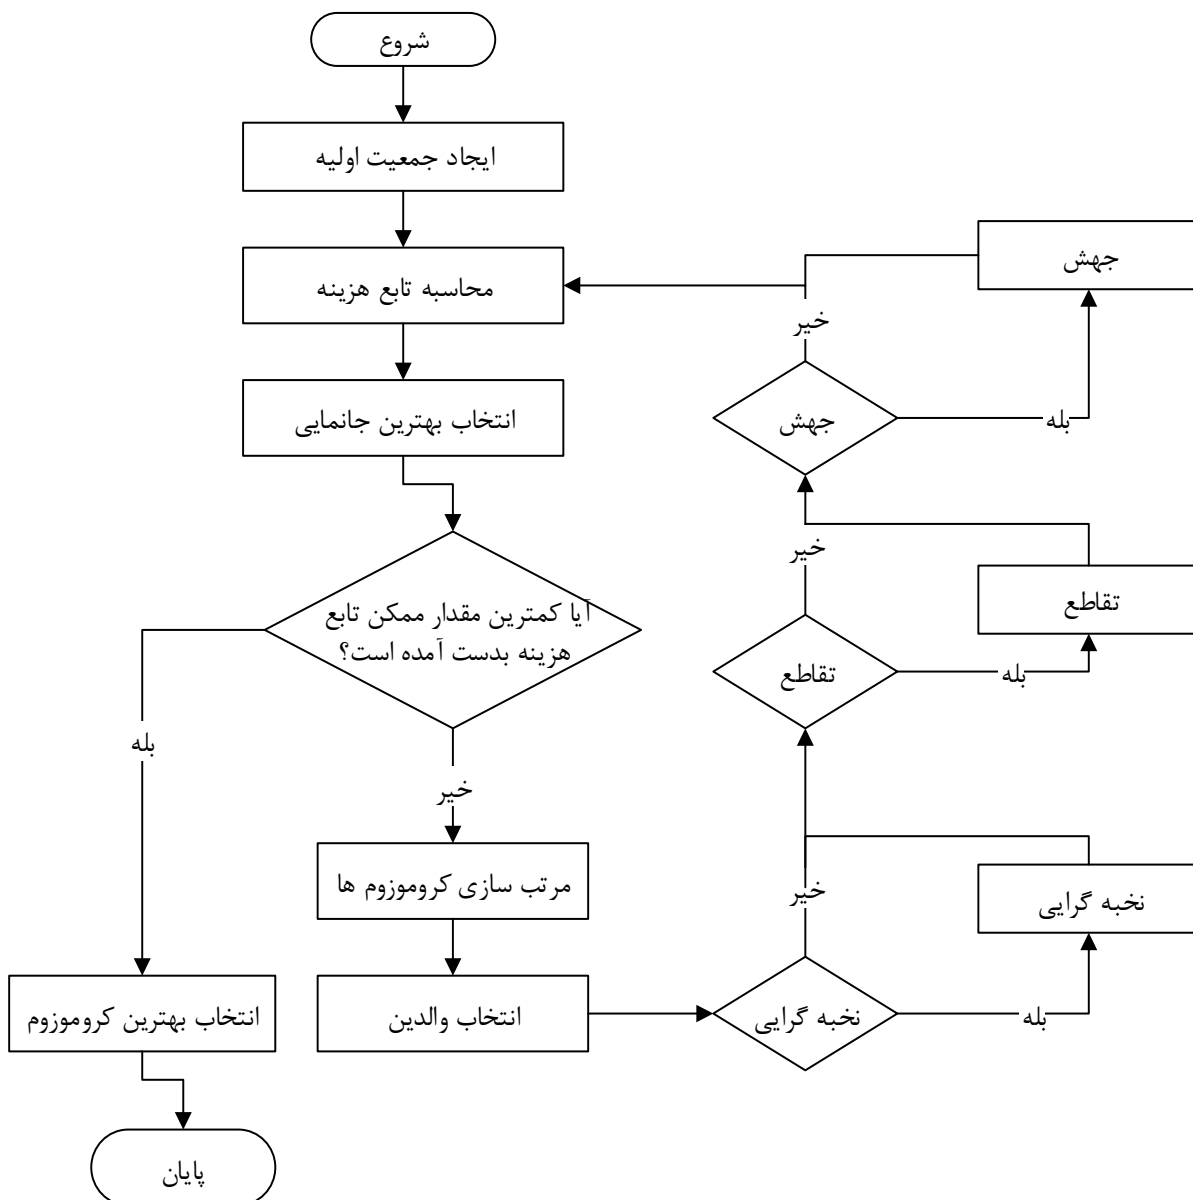 شروع
ایجاد جمعیت اولیه
محاسبه تابع هزینه
انتخاب بهترین جانمایی
آیا کمترین مقدار ممکن تابع
هزینه بدست آمده است؟
بله
خیر
مرتب سازی کروموزوم ها
انتخاب والدین
انتخاب بهترین کروموزوم
پایان
نخبه گرایی
بله
نخبه گرایی
خیر
تقاطع
بله
تقاطع
خیر
جهش
بله
جهش
خیر